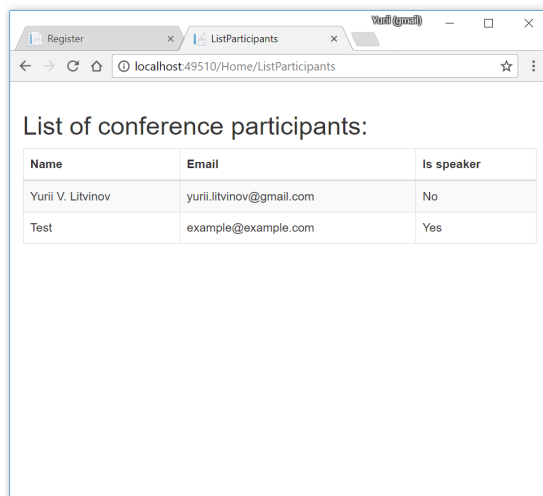 Yurii (gmail)
Register
ListParticipants
localhost:49510/Home/ListParticipants
List of conference participants:
Name Email Is speaker
Yurii V. Litvinov yurii.litvinov@gmail.com No
Test example@example.com Yes